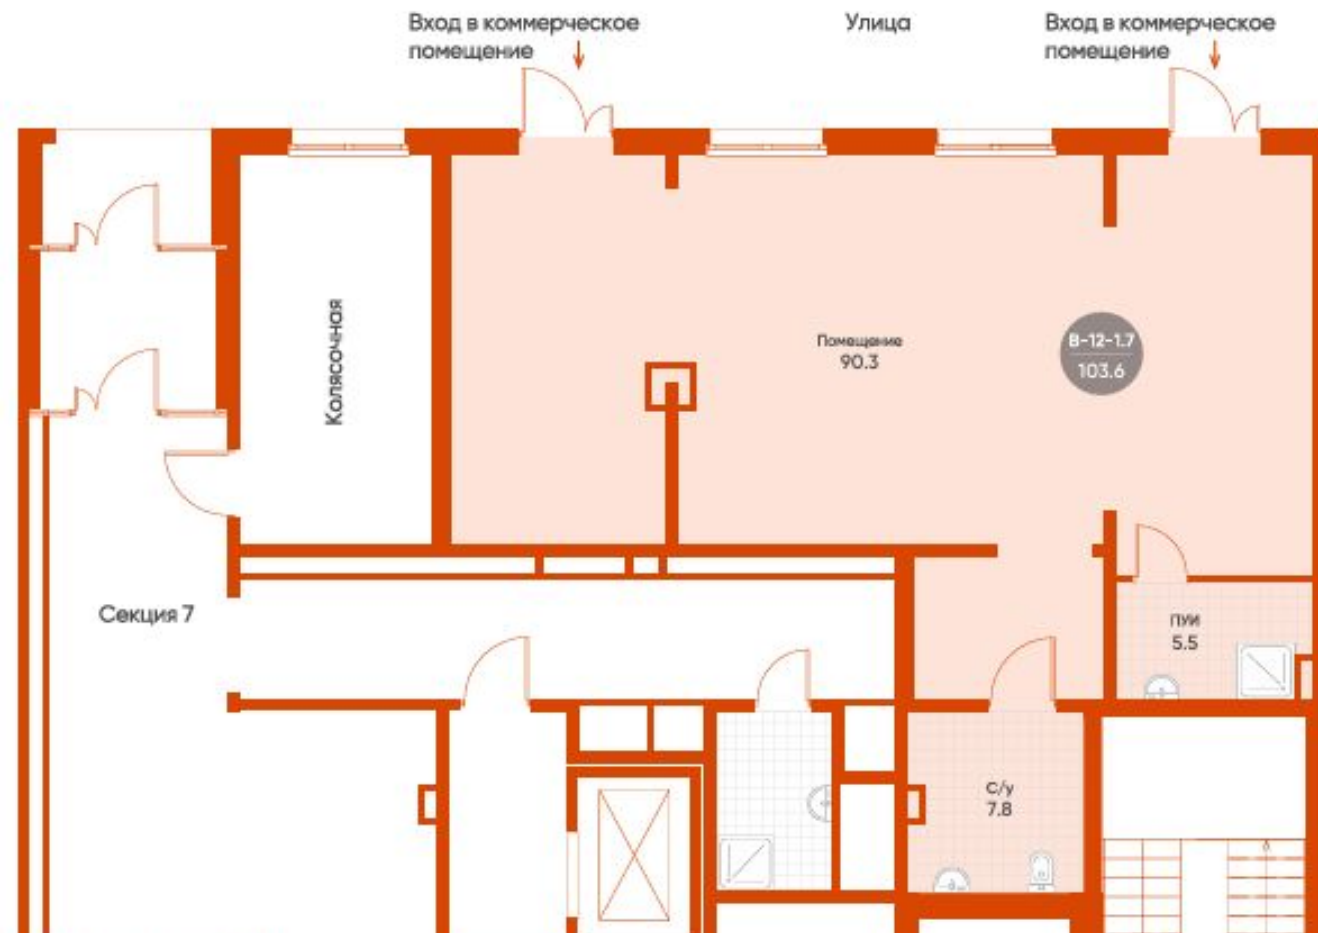 Вход в коммерческое
помещение
Улица
Вход в коммерческое
помещение
Колясочная
Помещение
90.3
В-12-1.7
103.6
Секция 7
ПУИ
5.5
С/у
7.8